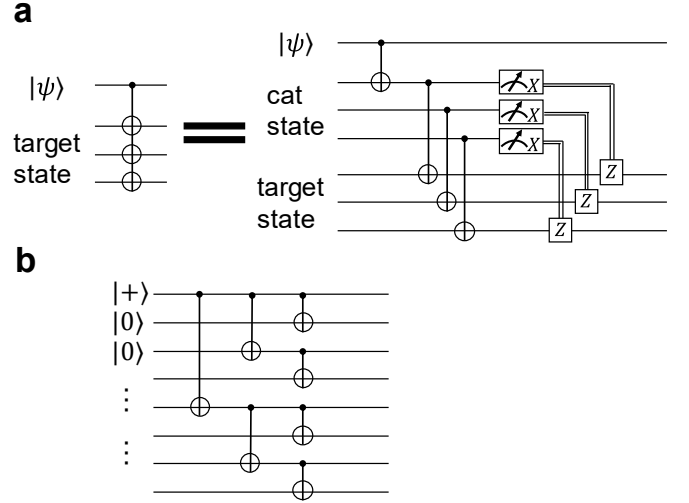 a
|ψ⟩
target
state
|ψ⟩
cat
state
target
state
X
X
X
Z
Z
Z
b
|+⟩
|0⟩
|0⟩
⋮
⋮